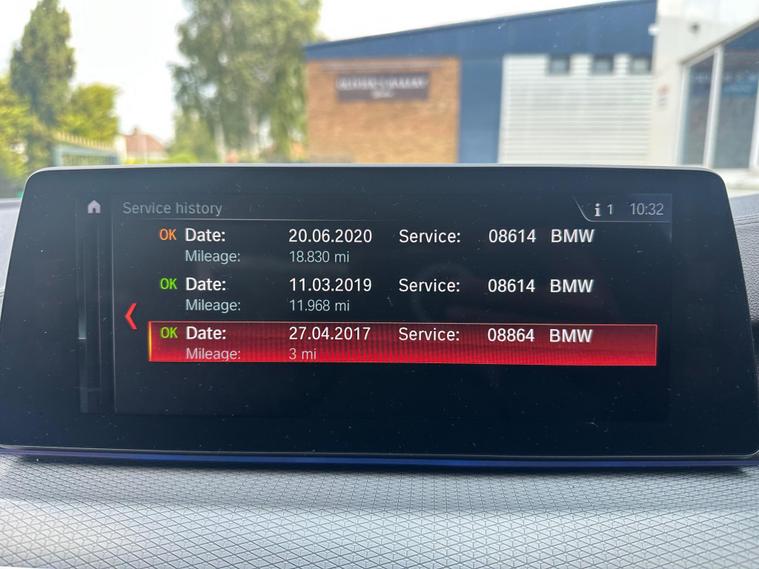 Service history
i 1 10:32
OK Date: 20.06.2020 Service: 08614 BMW
Mileage: 18.830 mi
OK Date: 11.03.2019 Service: 08614 BMW
Mileage: 11.968 mi
OK Date: 27.04.2017 Service: 08864 BMW
Mileage: 3 mi